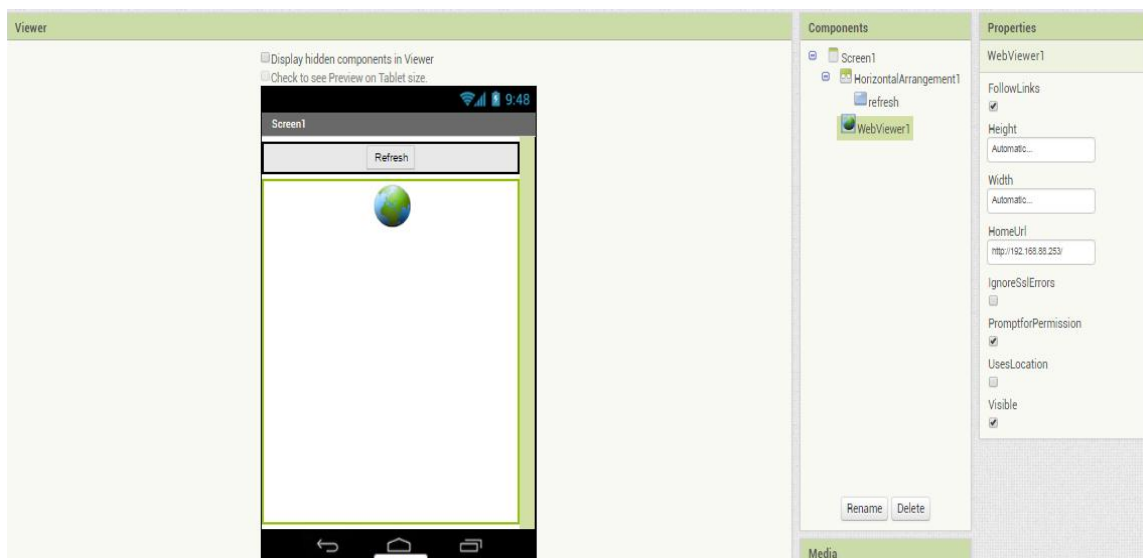 Viewer
Display hidden components in Viewer
Check to see Preview on Tablet size.
9:48
Screen1
Refresh
Components
Screen1
HorizontalArrangement1
refresh
WebViewer1
Rename Delete
Media
Properties
WebViewer1
FollowLinks
Height
Automatic...
Width
Automatic...
HomeUrl
http://192.168.88.253/
IgnoreSslErrors
PromptforPermission
UsesLocation
Visible